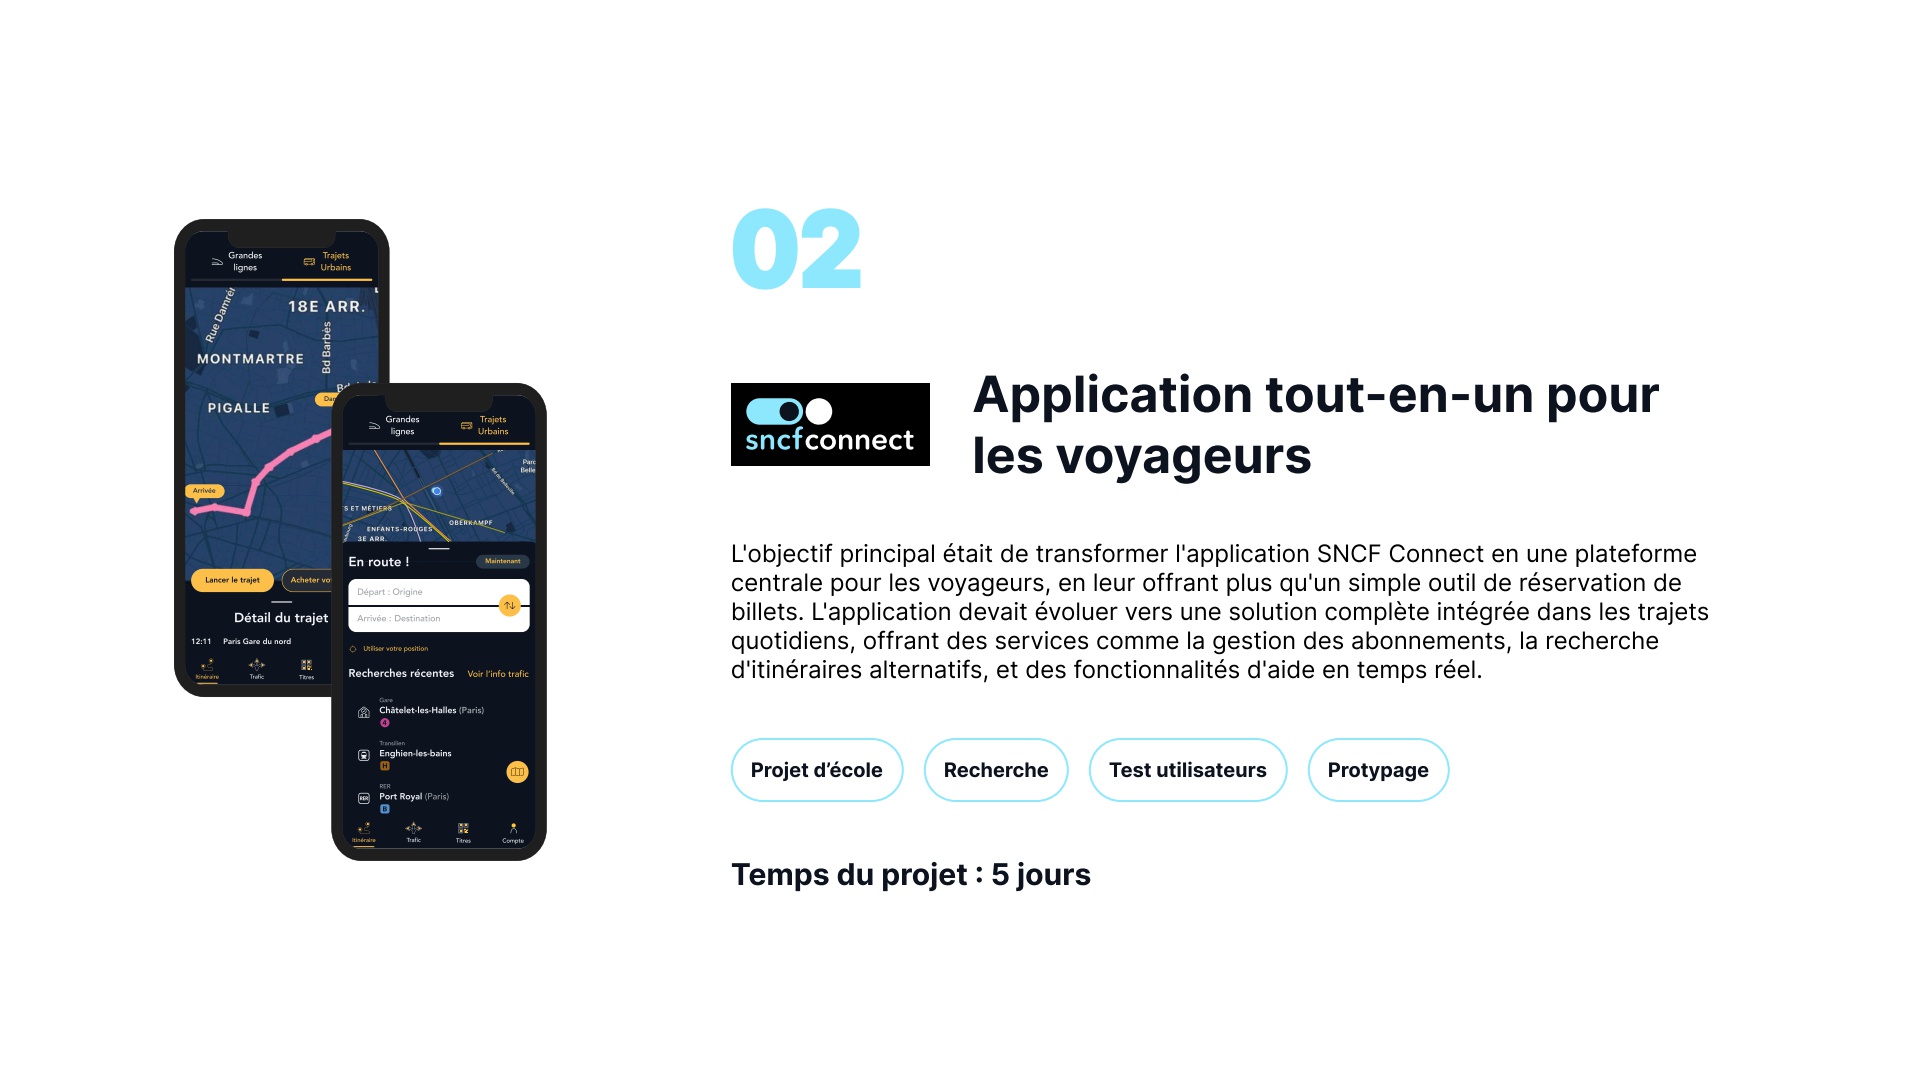 02
sncfconnect
Application tout-en-un pour
les voyageurs
L'objectif principal était de transformer l'application SNCF Connect en une plateforme
centrale pour les voyageurs, en leur offrant plus qu'un simple outil de réservation de
billets. L'application devait évoluer vers une solution complète intégrée dans les trajets
quotidiens, offrant des services comme la gestion des abonnements, la recherche
d'itinéraires alternatifs, et des fonctionnalités d'aide en temps réel.
Projet d’école
Recherche
Test utilisateurs
Protypage
Temps du projet : 5 jours
Grandes
lignes
Trajets
Urbains
18E ARR.
Rue Damré
Bd Barbès
MONTMARTRE
PIGALLE
Arrivée
Lancer le trajet
Acheter
Détail du trajet
12:11 Paris Gare du nord
Itinéraire
Trafic
Titres
Grandes
lignes
Trajets
Urbains
Parc
Belle
S ET MÉTIERS
OBERKAMPF
ENFANTS-ROUGES
3E ARR.
En route !
Maintenant
Départ : Origine
Arrivée : Destination
Utiliser votre position
Recherches récentes
Voir l’info trafic
Gare
Châtelet-les-Halles (Paris)
4
Transilien
Enghien-les-bains
H
RER
RER
Port Royal (Paris)
B
Itinéraire
Trafic
Titres
Compte